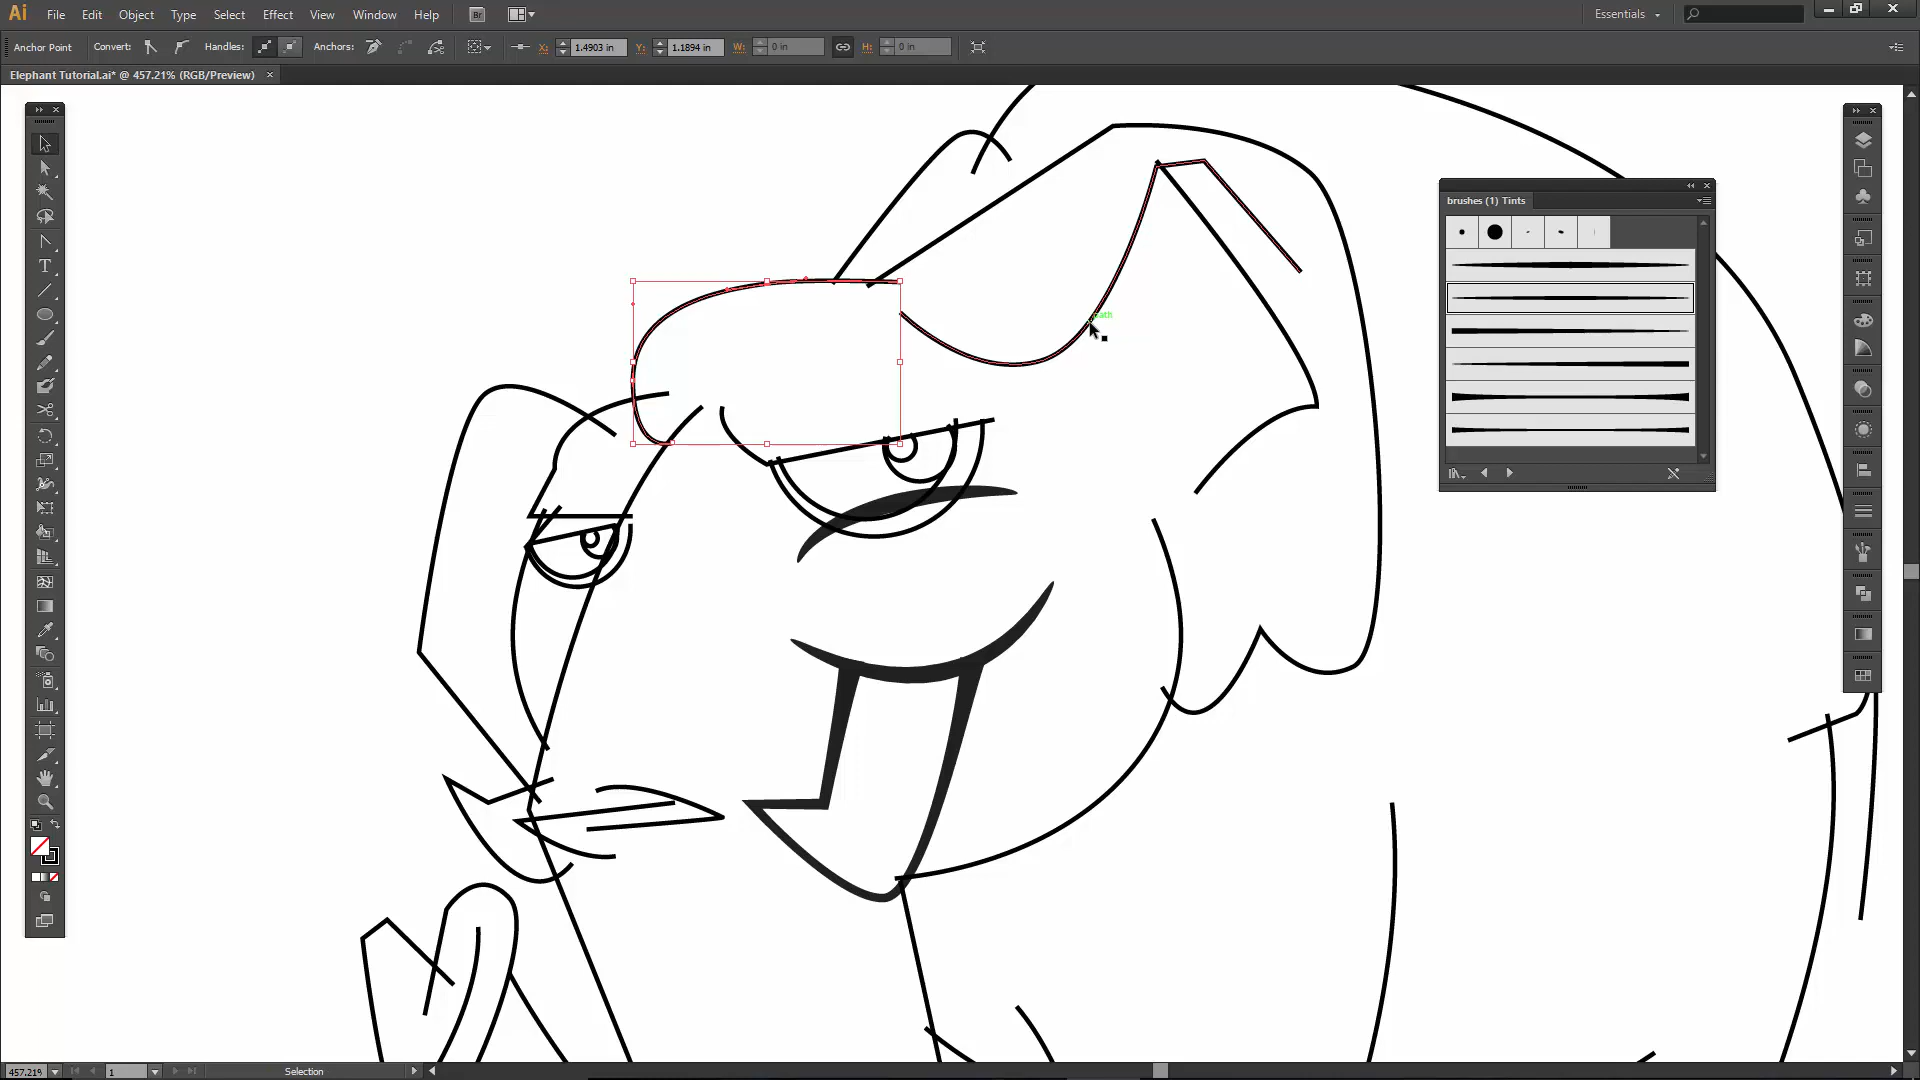 Ai File Edit Object Type Select Effect View Window Help Br Essentials
Anchor Point Convert: Handles: Anchors: X: 1.4903 in Y: 1.1894 in W: 0 in H: 0 in
Elephant Tutorial.ai* @ 457.21% (RGB/Preview)
brushes (1) Tints
path
457.21% 1 Selection